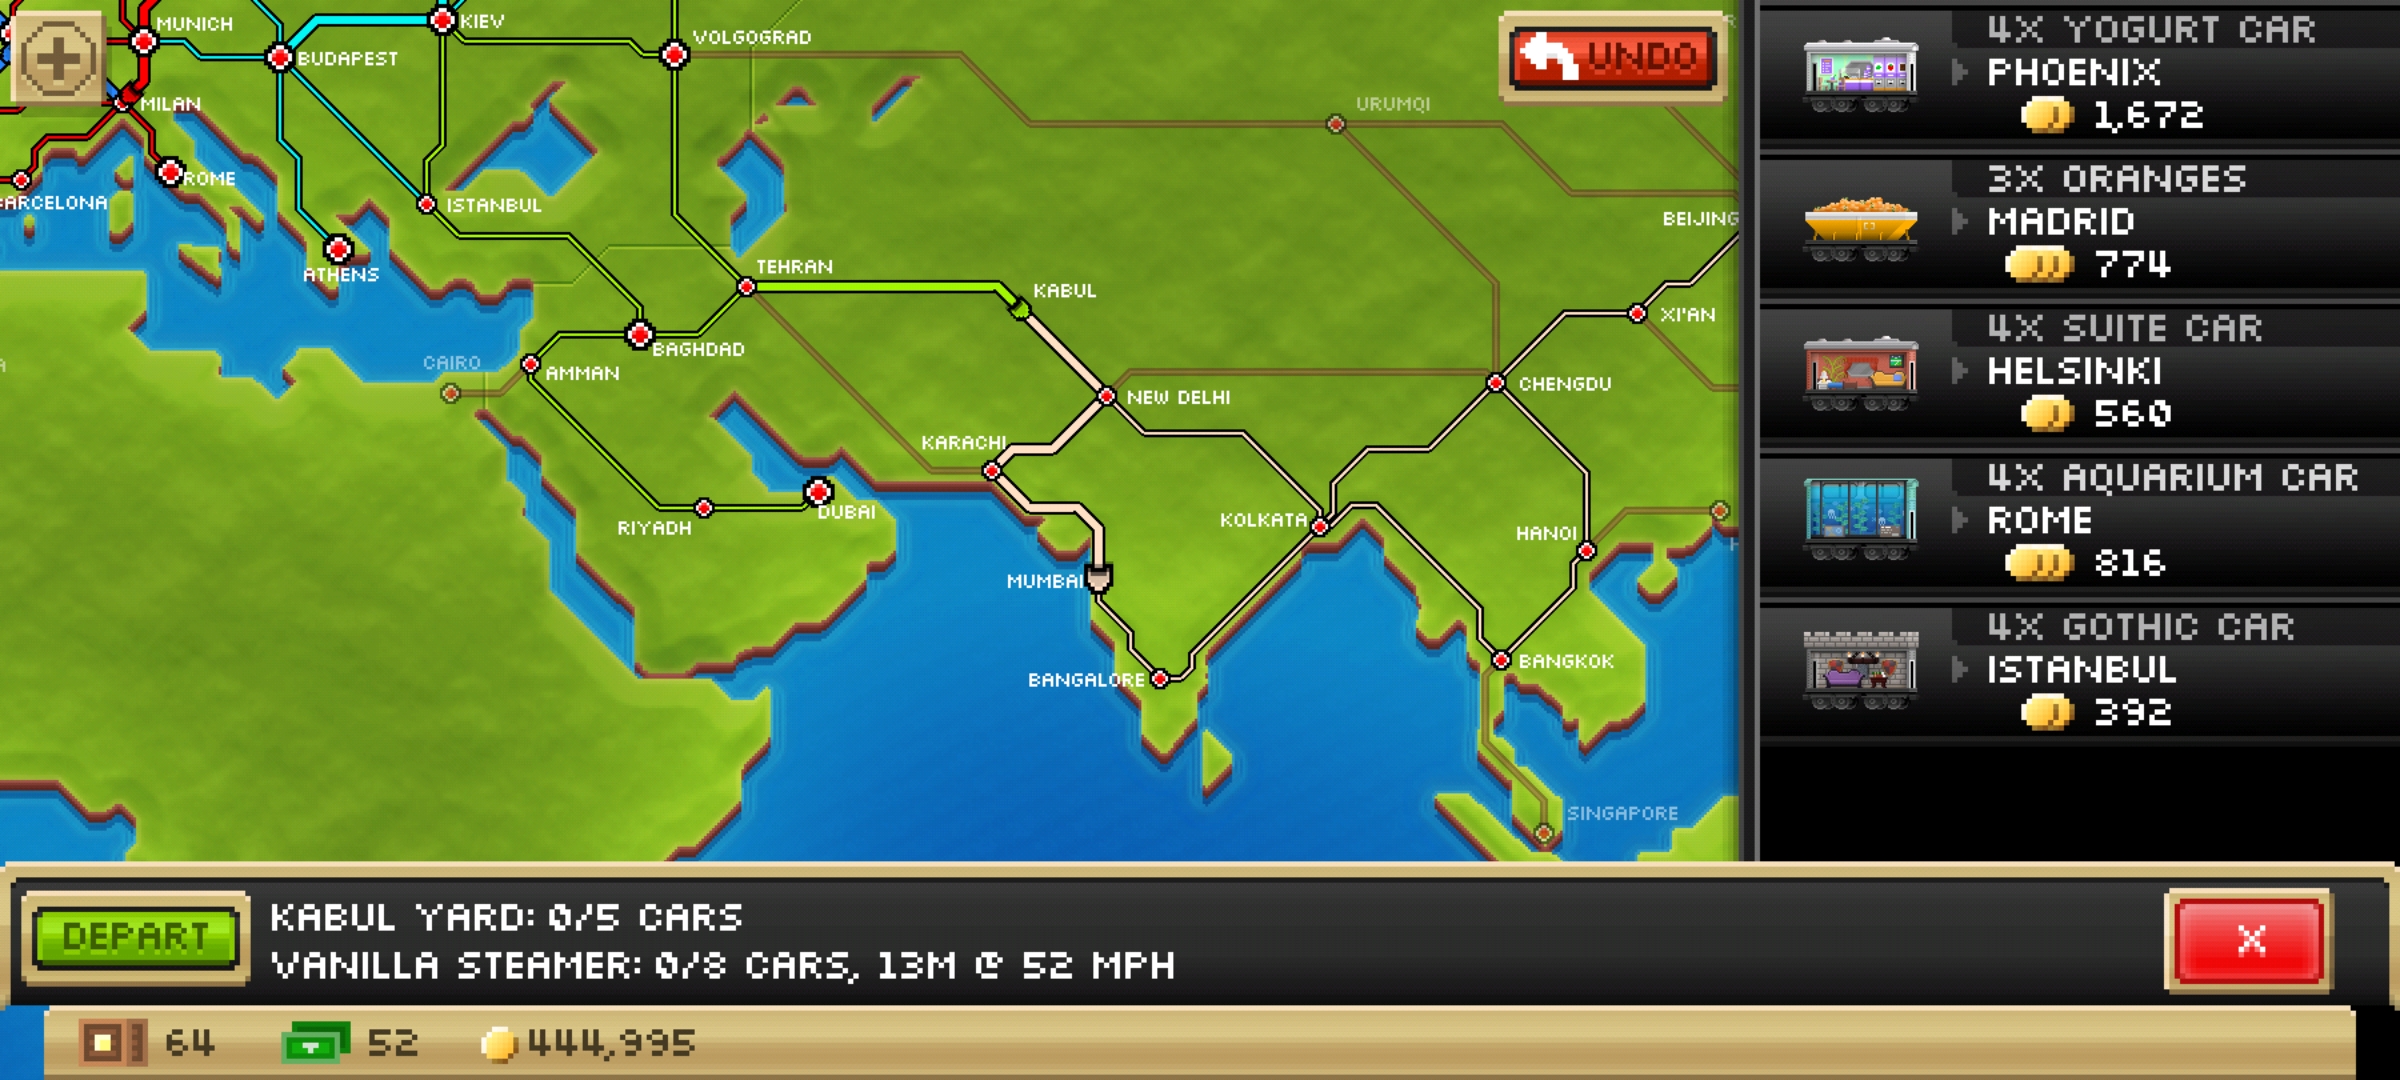 MUNICH
KIEV
VOLGOGRAD
BUDAPEST
MILAN
URUMQI
UNDO
ROME
ARCELONA
ISTANBUL
BEIJING
ATHENS
TEHRAN
KABUL
XI'AN
BAGHDAD
CAIRO
AMMAN
NEW DELHI
CHENGDU
KARACHI
RIYADH
DUBAI
KOLKATA
HANOI
MUMBAI
BANGALORE
BANGKOK
SINGAPORE
4X YOGURT CAR
PHOENIX
1,672
3X ORANGES
MADRID
774
4X SUITE CAR
HELSINKI
560
4X AQUARIUM CAR
ROME
816
4X GOTHIC CAR
ISTANBUL
392
DEPART
KABUL YARD: 0/5 CARS
VANILLA STEAMER: 0/8 CARS, 13M @ 52 MPH
X
64
52
444,995